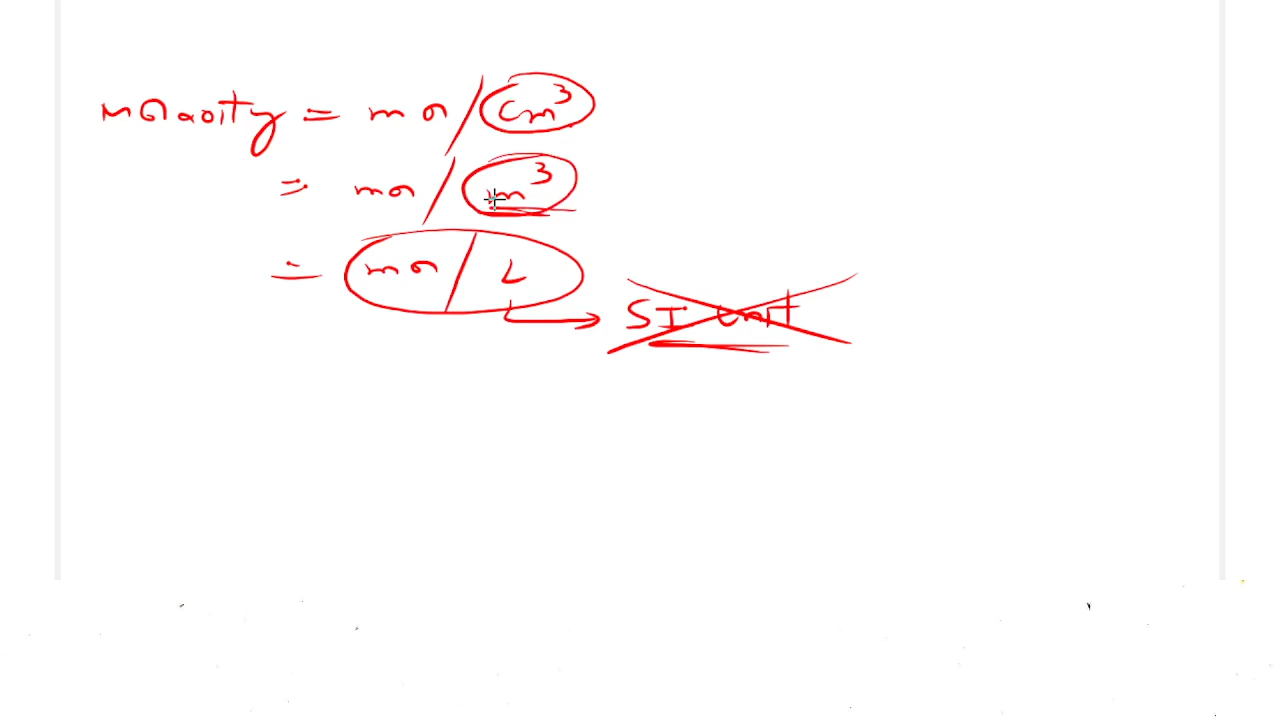 molarity = mol / cm³
= mol / m³
= mol / L
SI unit